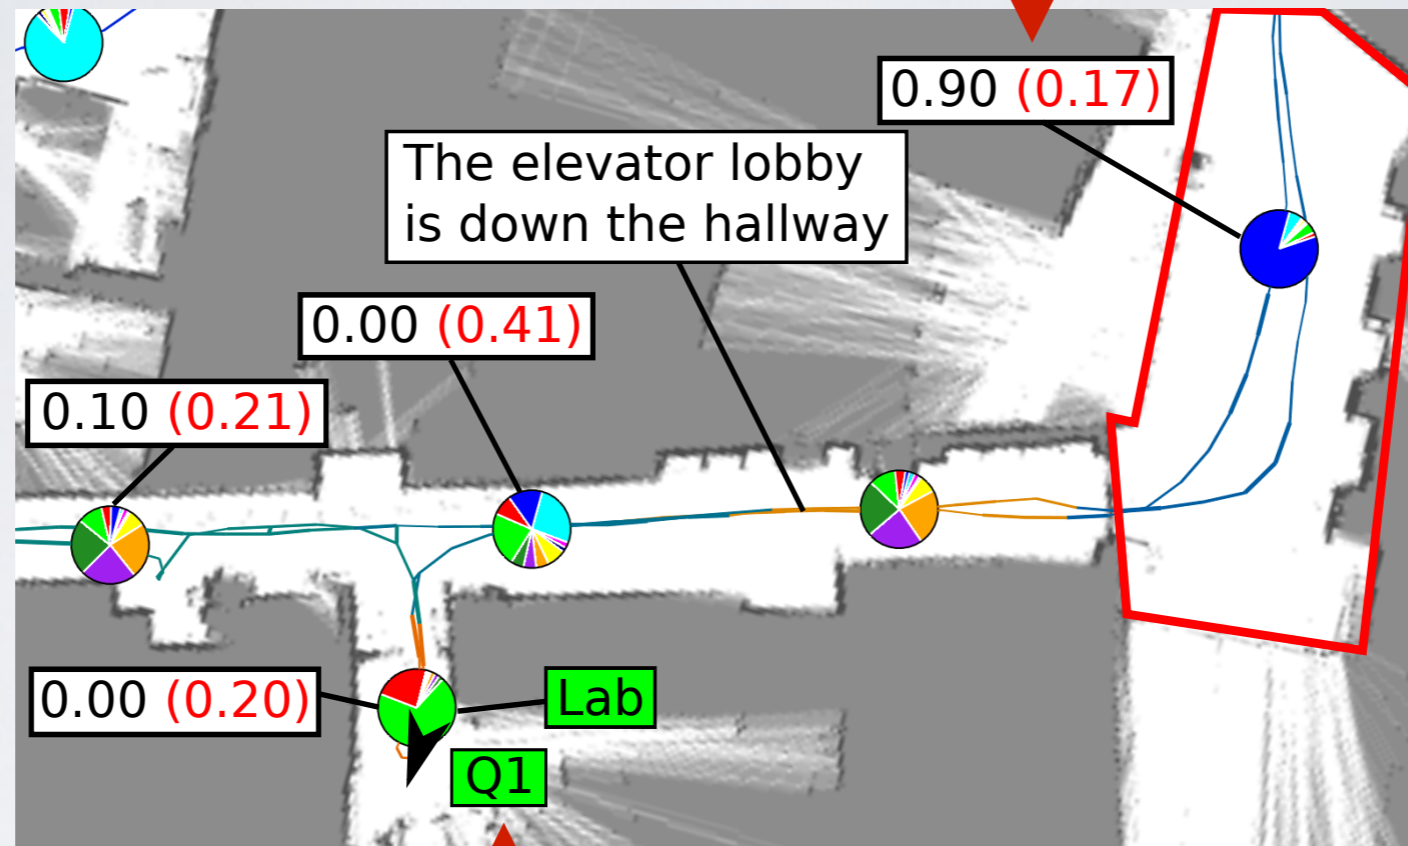 0.90 (0.17)
The elevator lobby
is down the hallway
0.00 (0.41)
0.10 (0.21)
0.00 (0.20)
Lab
Q1